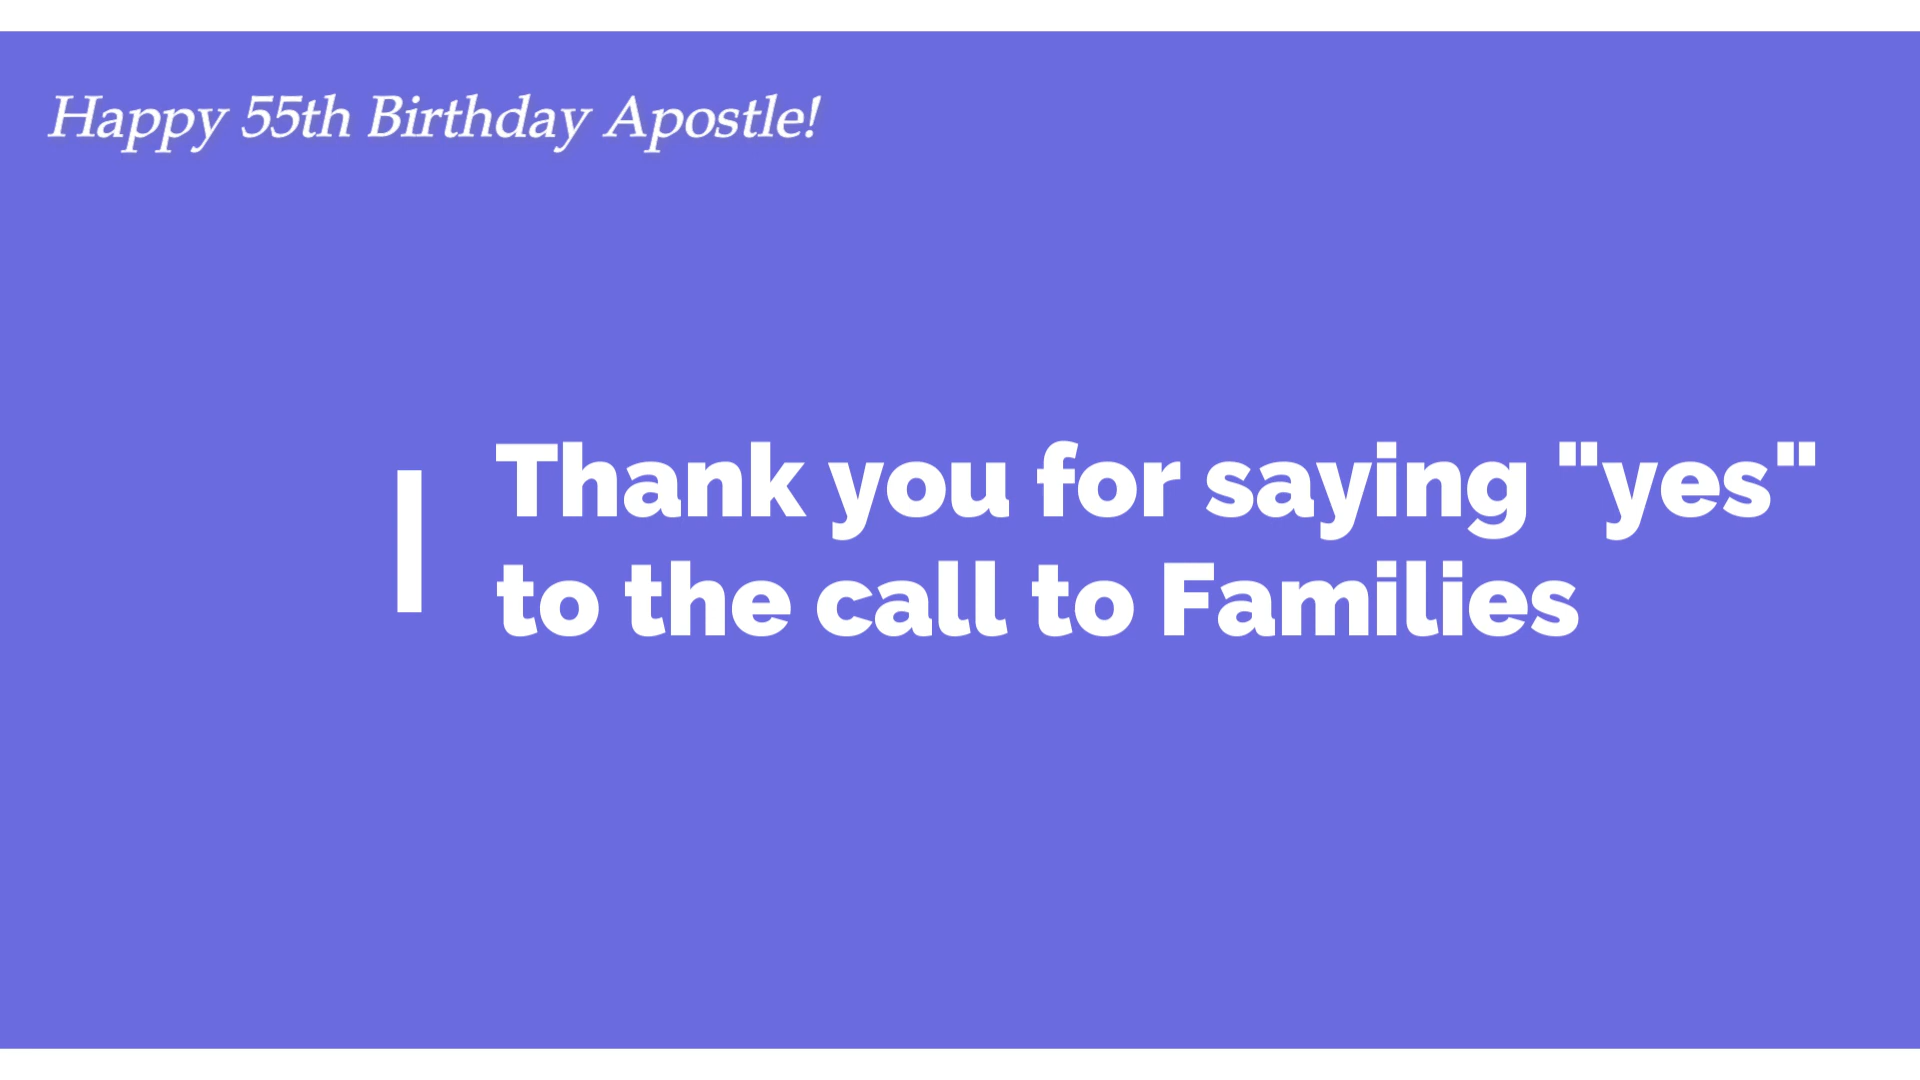 Happy 55th Birthday Apostle!
Thank you for saying "yes"
to the call to Families